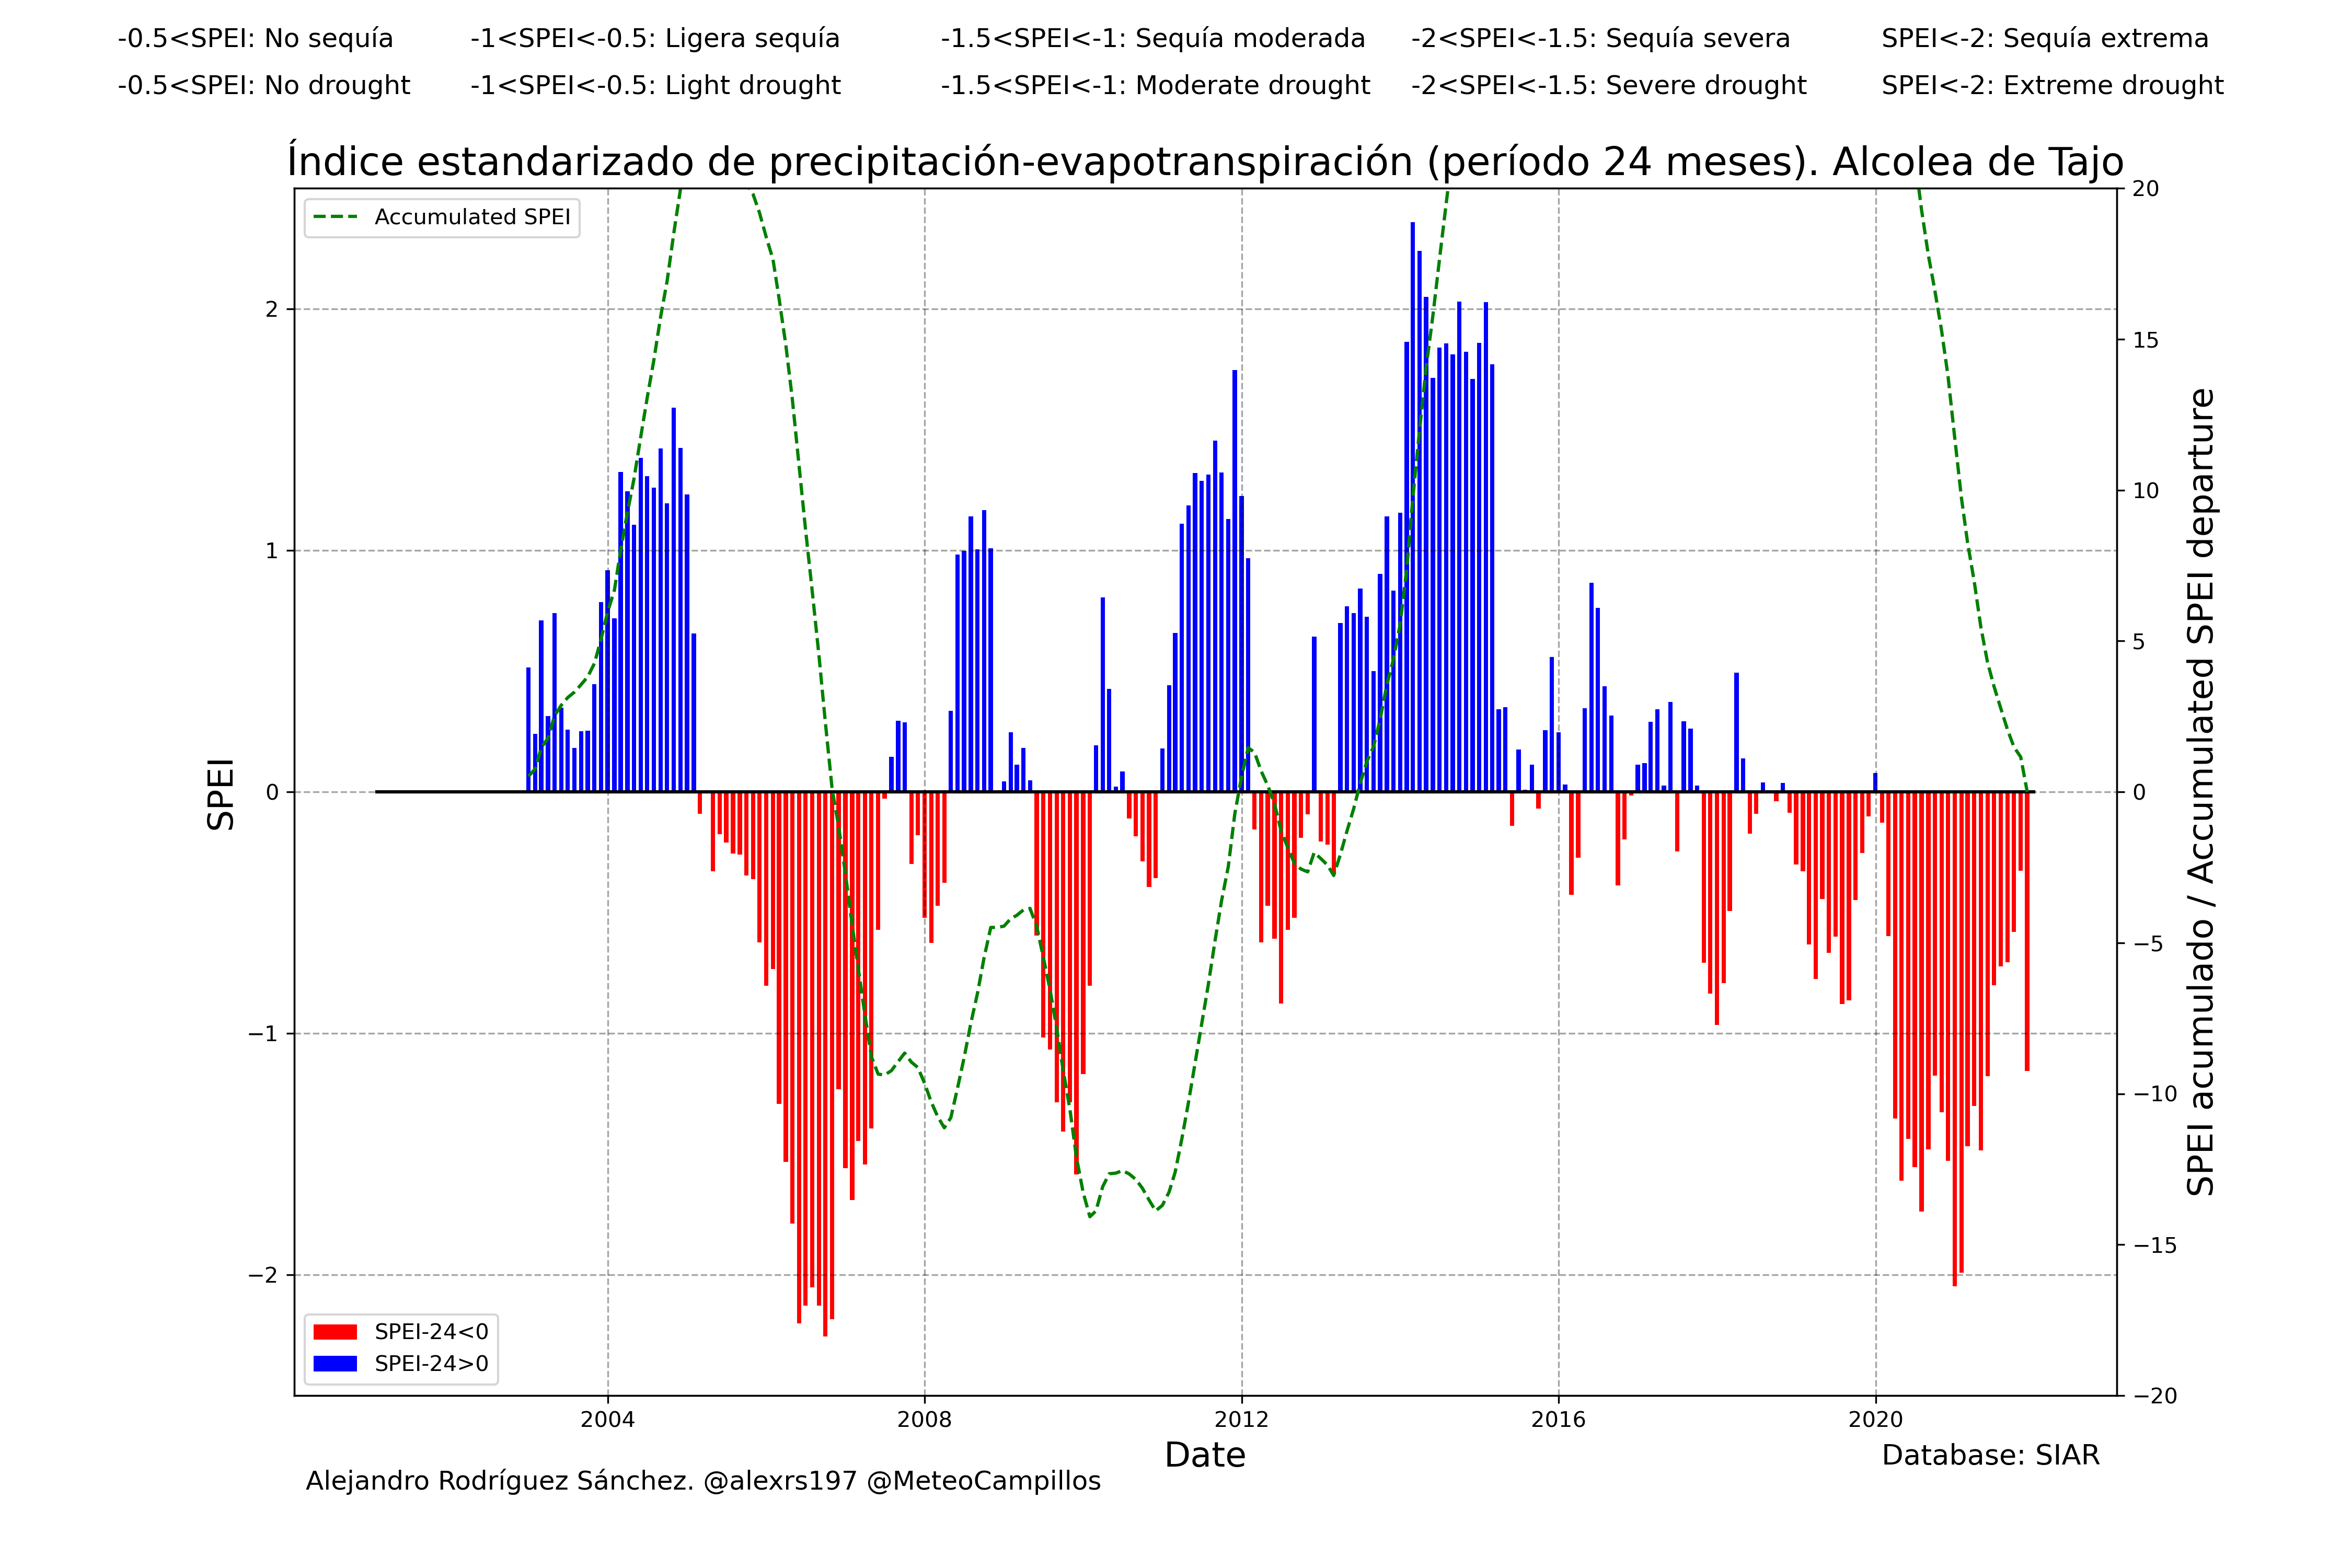 -0.5<SPEI: No sequía -1<SPEI<-0.5: Ligera sequía -1.5<SPEI<-1: Sequía moderada -2<SPEI<-1.5: Sequía severa SPEI<-2: Sequía extrema
-0.5<SPEI: No drought -1<SPEI<-0.5: Light drought -1.5<SPEI<-1: Moderate drought -2<SPEI<-1.5: Severe drought SPEI<-2: Extreme drought
Índice estandarizado de precipitación-evapotranspiración (período 24 meses). Alcolea de Tajo
Accumulated SPEI
2
1
0
−1
−2
SPEI
20
15
10
5
0
−5
−10
−15
−20
SPEI acumulado / Accumulated SPEI departure
SPEI-24<0
SPEI-24>0
2004 2008 2012 2016 2020
Date
Database: SIAR
Alejandro Rodríguez Sánchez. @alexrs197 @MeteoCampillos